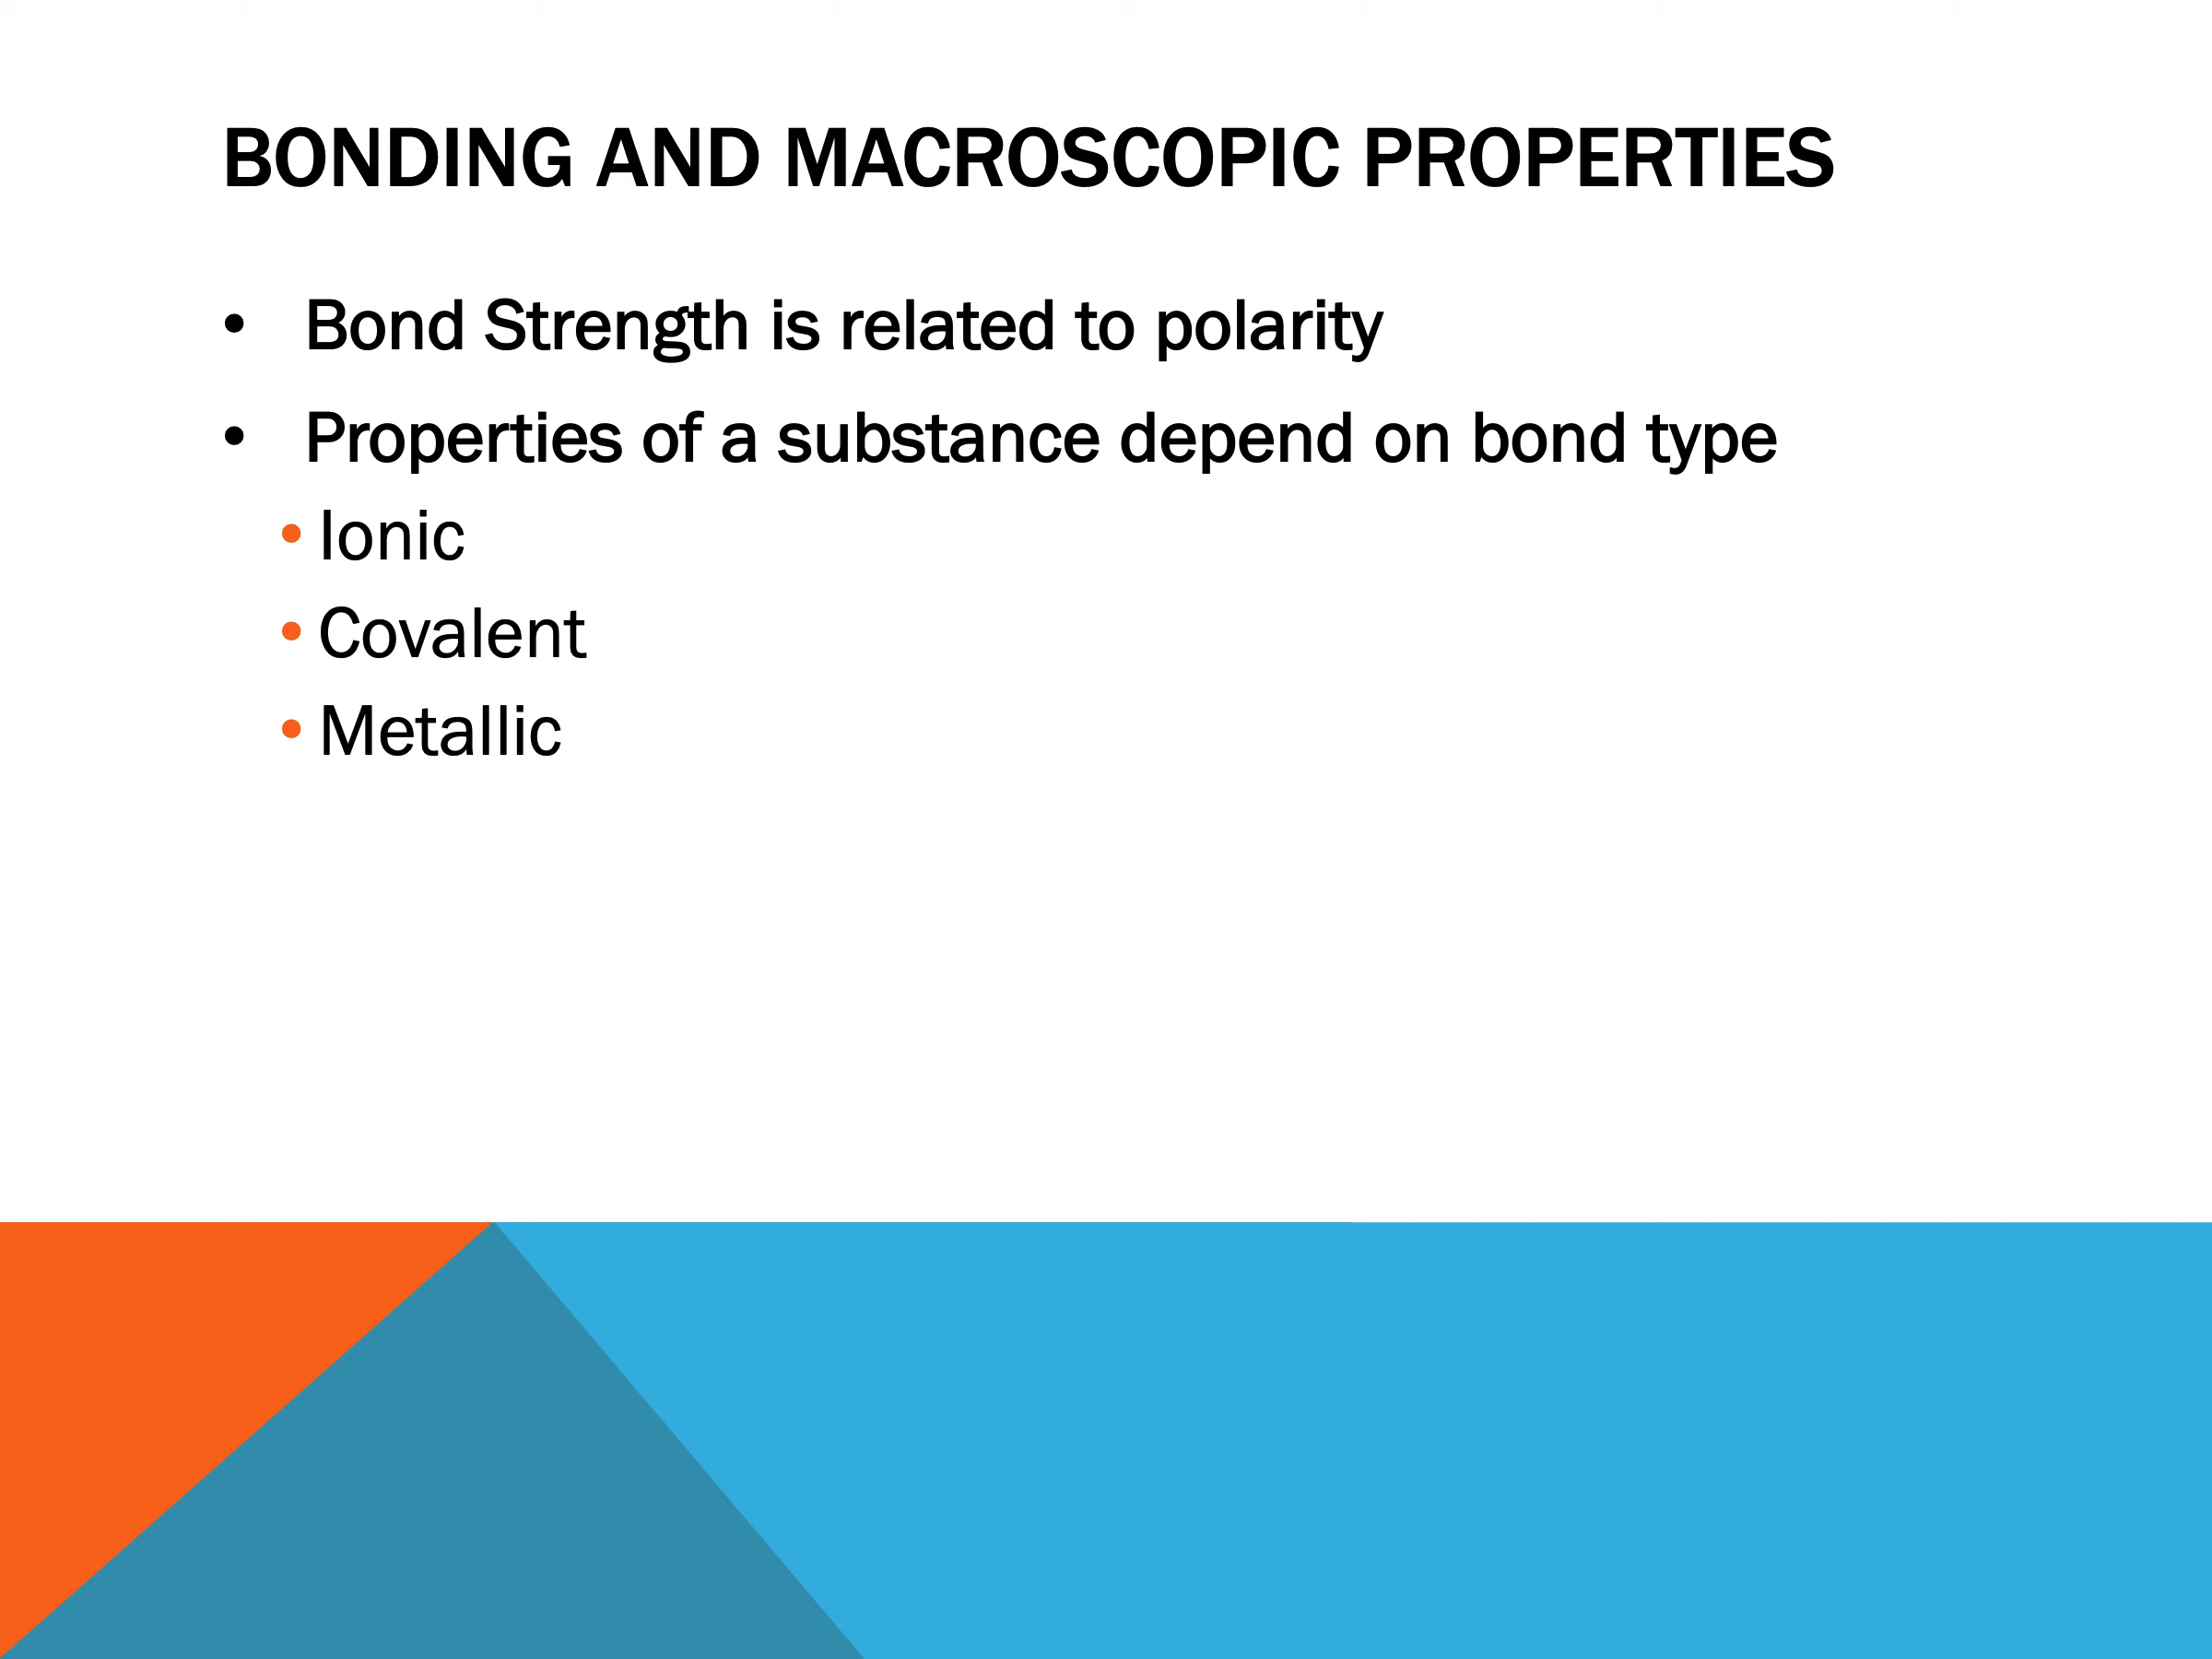 BONDING AND MACROSCOPIC PROPERTIES
• Bond Strength is related to polarity
• Properties of a substance depend on bond type
• Ionic
• Covalent
• Metallic